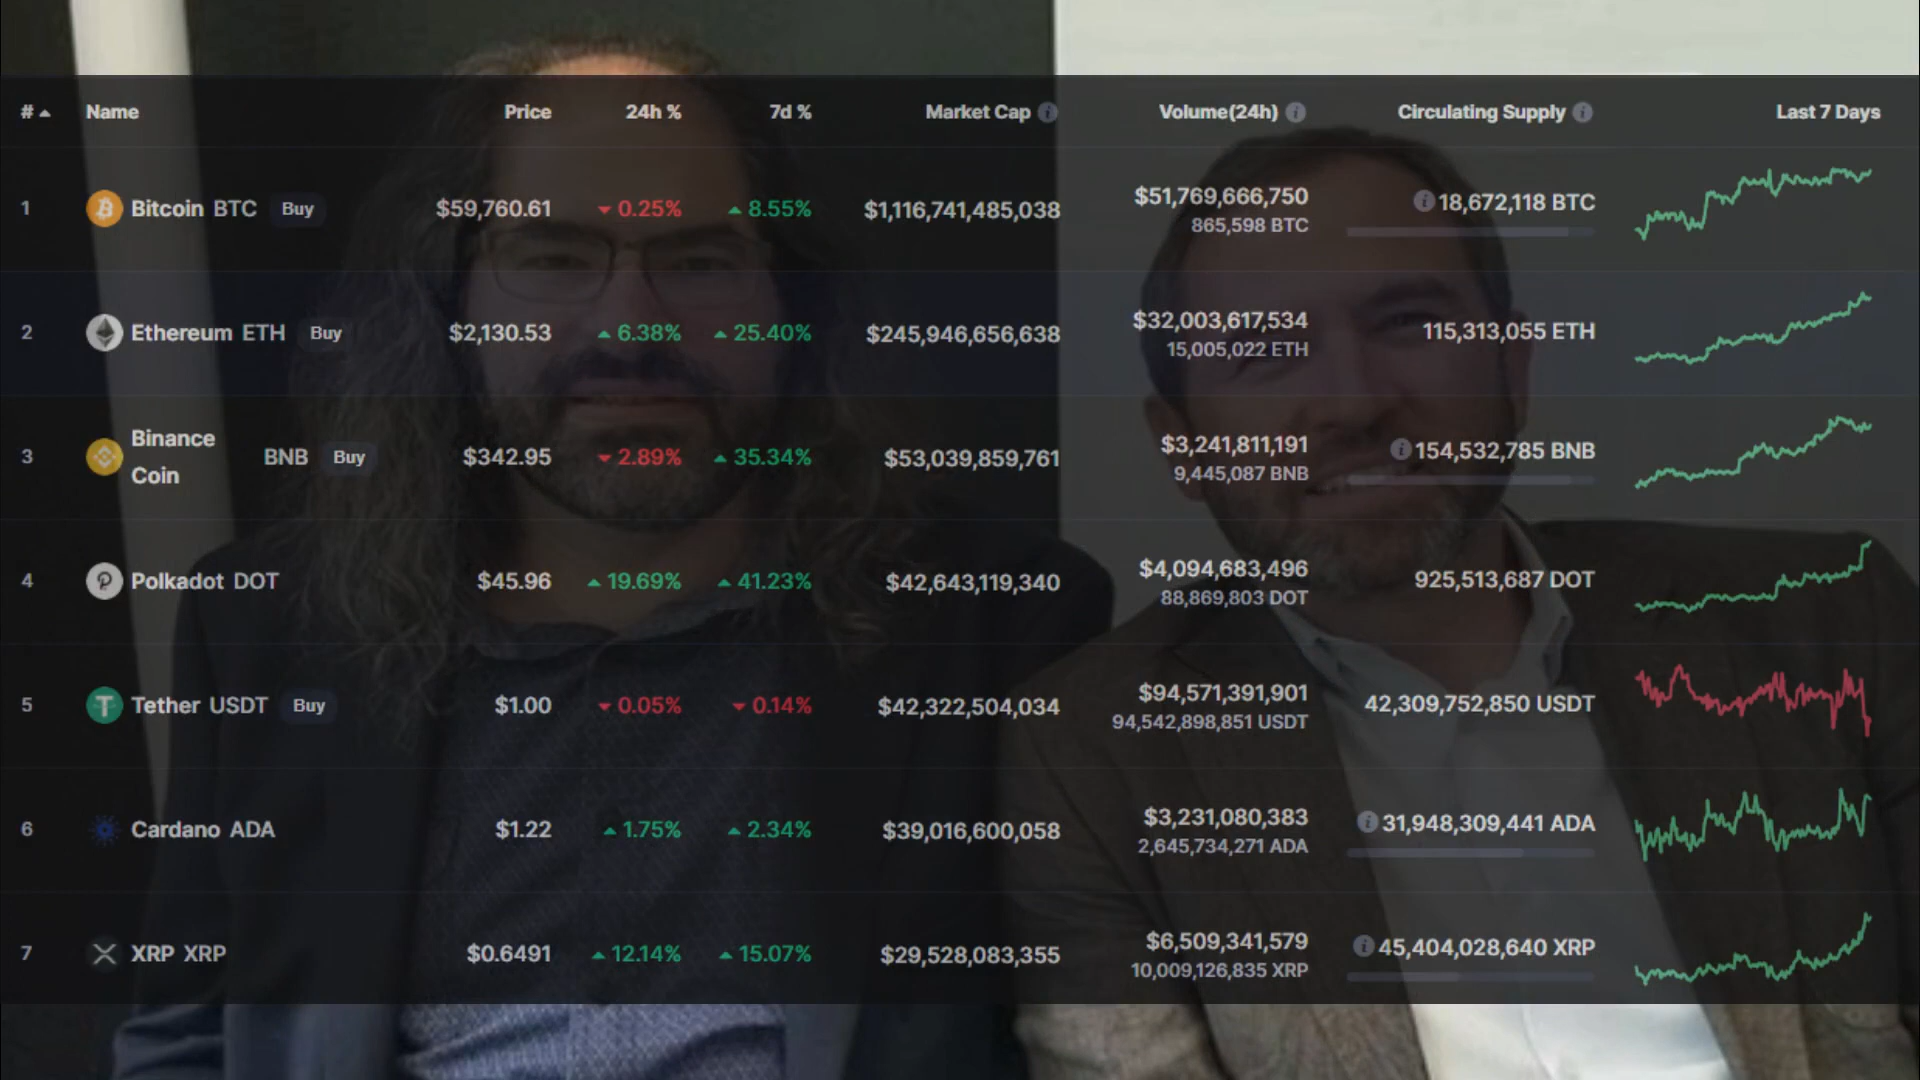 # Name Price 24h % 7d % Market Cap Volume(24h) Circulating Supply Last 7 Days
1 Bitcoin BTC Buy $59,760.61 0.25% 8.55% $1,116,741,485,038 $51,769,666,750 18,672,118 BTC
865,598 BTC
2 Ethereum ETH Buy $2,130.53 6.38% 25.40% $245,946,656,638 $32,003,617,534 115,313,055 ETH
15,005,022 ETH
3 Binance Coin BNB Buy $342.95 2.89% 35.34% $53,039,859,761 $3,241,811,191 154,532,785 BNB
9,445,087 BNB
4 Polkadot DOT $45.96 19.69% 41.23% $42,643,119,340 $4,094,683,496 925,513,687 DOT
88,869,803 DOT
5 Tether USDT Buy $1.00 0.05% 0.14% $42,322,504,034 $94,571,391,901 42,309,752,850 USDT
94,542,898,851 USDT
6 Cardano ADA $1.22 1.75% 2.34% $39,016,600,058 $3,231,080,383 31,948,309,441 ADA
2,645,734,271 ADA
7 XRP XRP $0.6491 12.14% 15.07% $29,528,083,355 $6,509,341,579 45,404,028,640 XRP
10,009,126,835 XRP